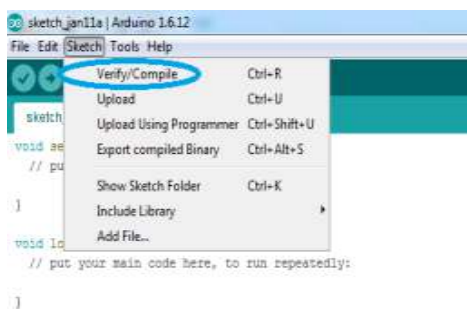 sketch_jan11a | Arduino 1.6.12
File Edit Sketch Tools Help
Verify/Compile Ctrl+R
Upload Ctrl+U
Upload Using Programmer Ctrl+Shift+U
Export compiled Binary Ctrl+Alt+S
Show Sketch Folder Ctrl+K
Include Library
Add File...
sketch_
void se
// pu
}
void lo
// put your main code here, to run repeatedly:
}